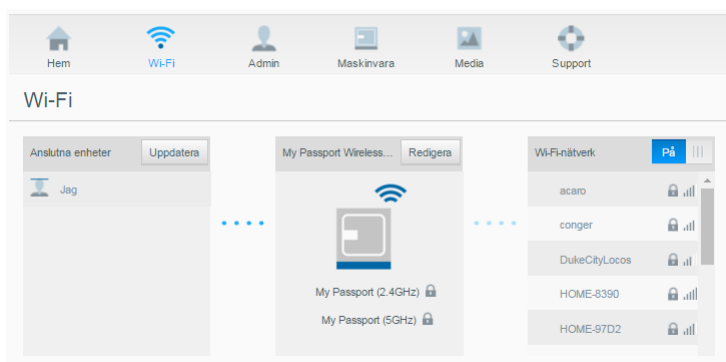 Hem Wi-Fi Admin Maskinvara Media Support
Wi-Fi
Anslutna enheter Uppdatera
Jag
My Passport Wireless... Redigera
My Passport (2.4GHz)
My Passport (5GHz)
Wi-Fi-nätverk På
acaro
conger
DukeCityLocos
HOME-8390
HOME-97D2